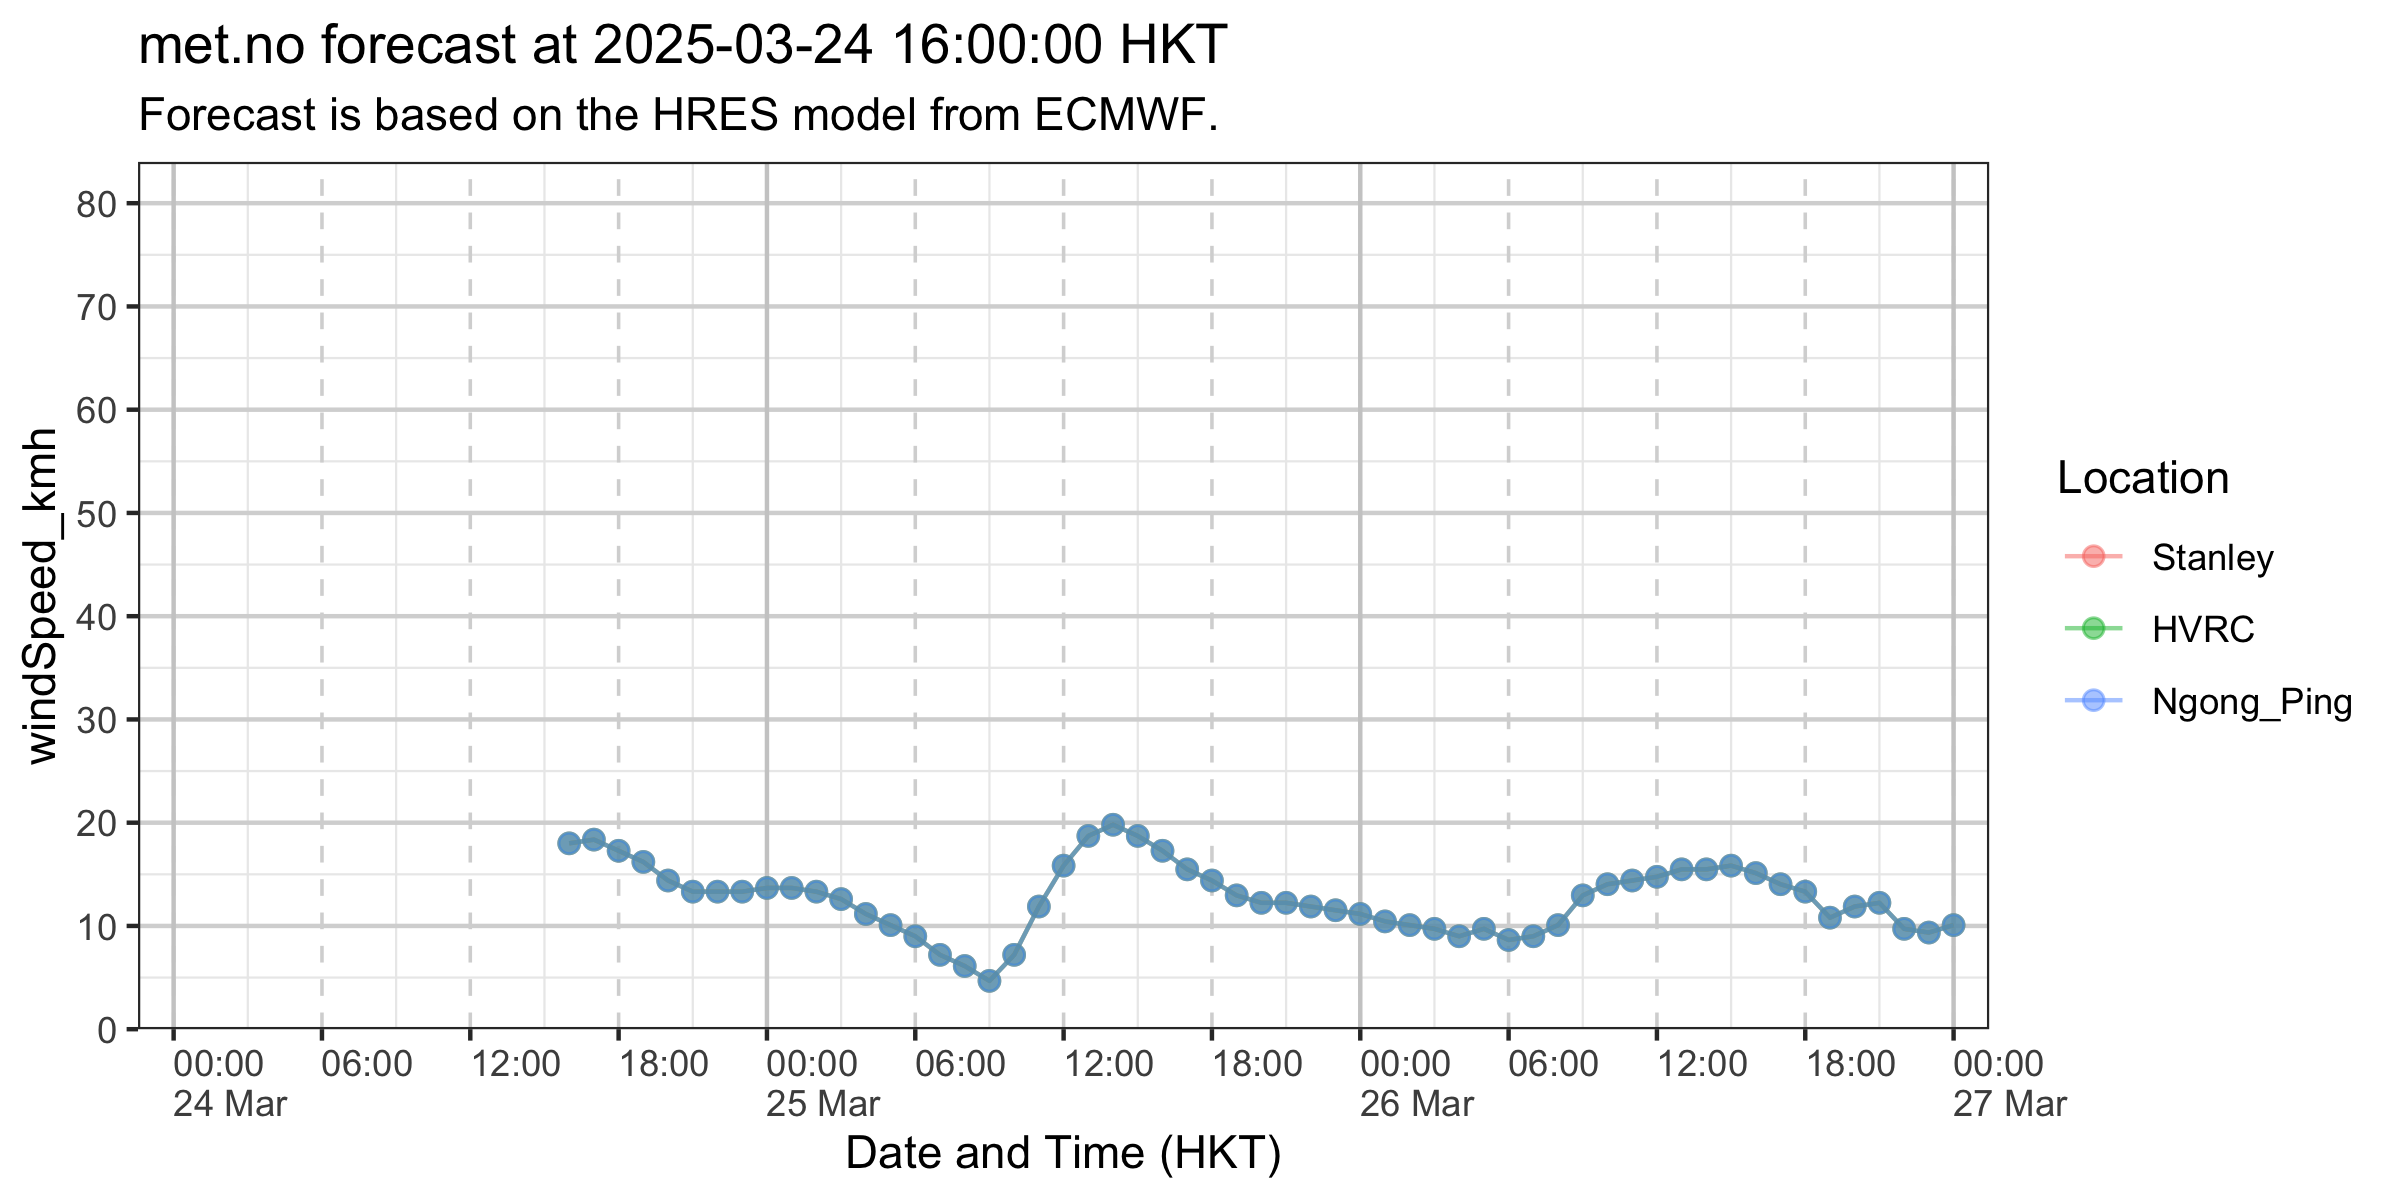 met.no forecast at 2025-03-24 16:00:00 HKT
Forecast is based on the HRES model from ECMWF.
windSpeed_kmh
80
70
60
50
40
30
20
10
0
00:00 06:00 12:00 18:00 00:00 06:00 12:00 18:00 00:00 06:00 12:00 18:00 00:00
24 Mar 25 Mar 26 Mar 27 Mar
Date and Time (HKT)
Location
Stanley
HVRC
Ngong_Ping